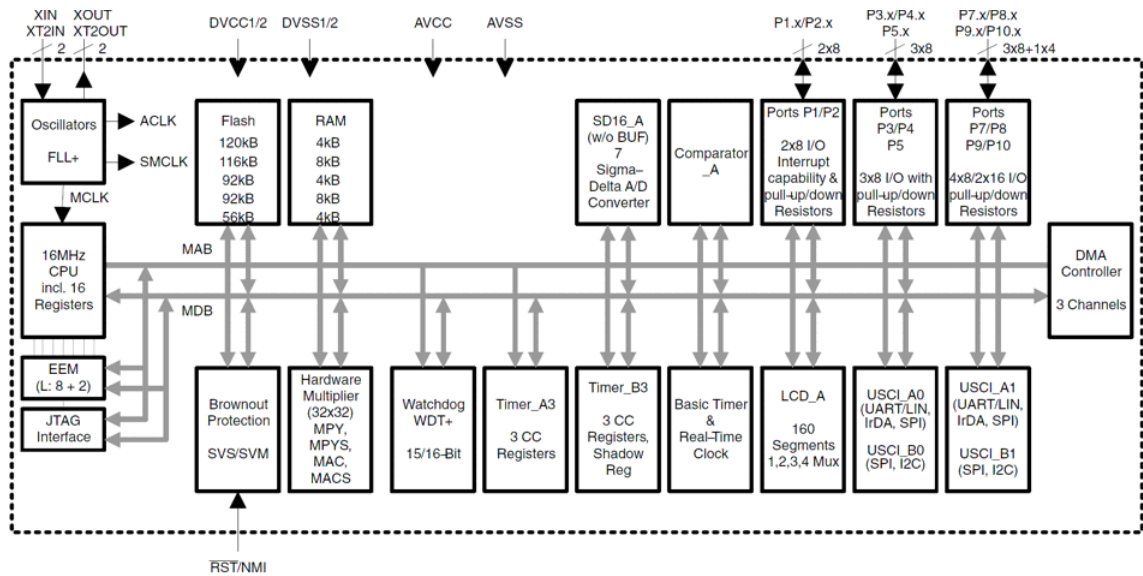 XIN
XT2IN
2
XOUT
XT2OUT
2
DVCC1/2
DVSS1/2
AVCC
AVSS
P1.x/P2.x
2x8
P3.x/P4.x
P5.x
3x8
P7.x/P8.x
P9.x/P10.x
3x8+1x4
Oscillators
FLL+
ACLK
SMCLK
MCLK
Flash
120kB
116kB
92kB
92kB
56kB
RAM
4kB
8kB
4kB
8kB
4kB
SD16_A
(w/o BUF)
7
Sigma–
Delta A/D
Converter
Comparator
_A
Ports P1/P2
2x8 I/O
Interrupt
capability &
pull–up/down
Resistors
Ports
P3/P4
P5
3x8 I/O with
pull–up/down
Resistors
Ports
P7/P8
P9/P10
4x8/2x16 I/O
pull–up/down
Resistors
16MHz
CPU
incl. 16
Registers
MAB
MDB
DMA
Controller
3 Channels
EEM
(L: 8 + 2)
JTAG
Interface
Brownout
Protection
SVS/SVM
Hardware
Multiplier
(32x32)
MPY,
MPYS,
MAC,
MACS
Watchdog
WDT+
15/16–Bit
Timer_A3
3 CC
Registers
Timer_B3
3 CC
Registers,
Shadow
Reg
Basic Timer
&
Real–Time
Clock
LCD_A
160
Segments
1,2,3,4 Mux
USCI_A0
(UART/LIN,
IrDA, SPI)
USCI_B0
(SPI, I2C)
USCI_A1
(UART/LIN,
IrDA, SPI)
USCI_B1
(SPI, I2C)
RST/NMI